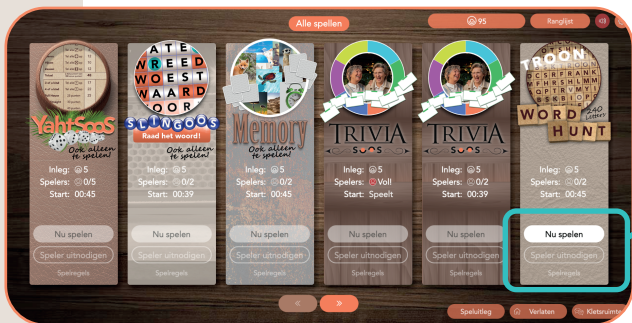 Alle spellen
95
Ranglijst
YahtSoos
Ook alleen
te spelen!
Inleg: 5
Spelers: 0/5
Start: 00:45
Nu spelen
Speler uitnodigen
Spelregels
ATE
WREED
WOEST
WAARD
OOR
SLINGOOS
Raad het woord!
Ook alleen
te spelen!
Inleg: 5
Spelers: 0/2
Start: 00:39
Nu spelen
Speler uitnodigen
Spelregels
Memory
Ook alleen
te spelen!
Inleg: 5
Spelers: 0/2
Start: 00:45
Nu spelen
Speler uitnodigen
Spelregels
TRIVIA
SOOS
Inleg: 5
Spelers: Vol!
Start: Speelt
Nu spelen
Speler uitnodigen
Spelregels
TRIVIA
SOOS
Inleg: 5
Spelers: 0/2
Start: 00:39
Nu spelen
Speler uitnodigen
Spelregels
TROON
WORD
240
Letters
HUNT
Inleg: 5
Spelers: 0/2
Start: 00:45
Nu spelen
Speler uitnodigen
Spelregels
«
»
Speluitleg
Verlaten
Kletsruimte